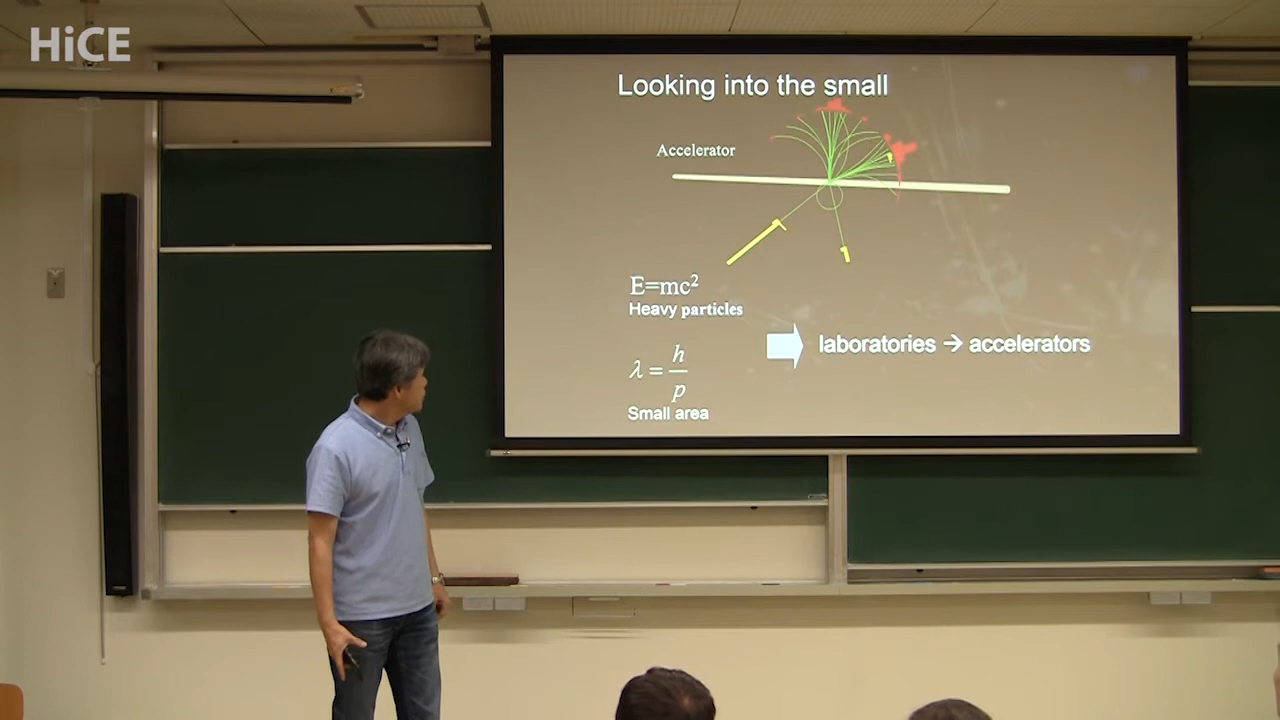 HiCE
Looking into the small
Accelerator
E=mc²
Heavy particles
λ = h/p
Small area
laboratories → accelerators